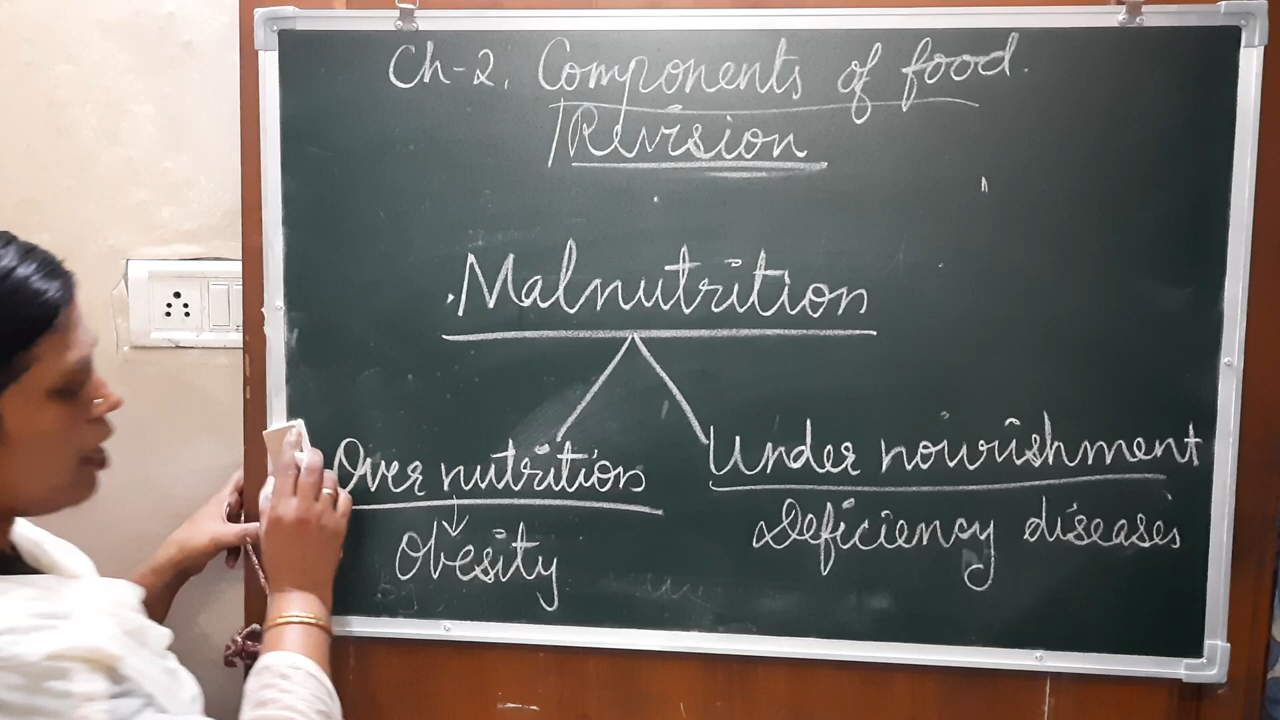 Ch-2. Components of food.
Revision
Malnutrition
Over nutrition
Under nourishment
Obesity
Deficiency diseases